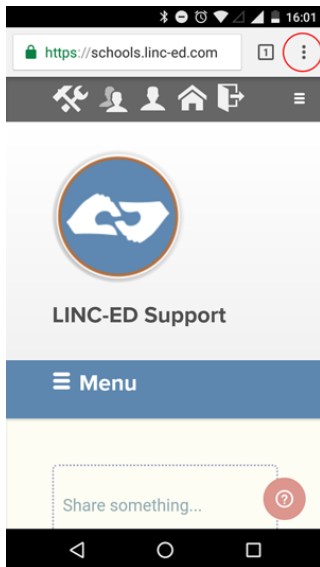 16:01
https://schools.linc-ed.com
1
LINC-ED Support
Menu
Share something...
?